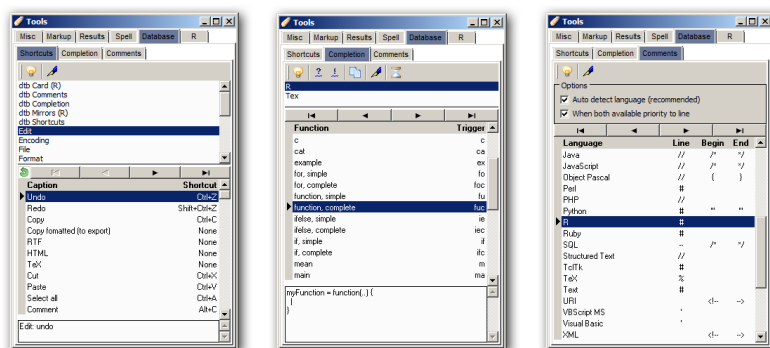 Tools
Misc Markup Results Spell Database R
Shortcuts Completion Comments
dtb Card (R)
dtb Comments
dtb Completion
dtb Mirrors (R)
dtb Shortcuts
Edit
Encoding
File
Format
Caption Shortcut
Undo Ctrl+Z
Redo Shift+Ctrl+Z
Copy Ctrl+C
Copy fomatted (to export) None
RTF None
HTML None
TeX None
Cut Ctrl+X
Paste Ctrl+V
Select all Ctrl+A
Comment Alt+C
Edit: undo
Tools
Misc Markup Results Spell Database R
Shortcuts Completion Comments
R
Tex
Function Trigger
c c
cat ca
example ex
for, simple fo
for, complete foc
function, simple fu
function, complete fuc
ifelse, simple ie
ifelse, complete iec
if, simple if
if, complete ifc
mean m
main ma
myFunction = function(..) {
|
}
Tools
Misc Markup Results Spell Database R
Shortcuts Completion Comments
Options
Auto detect language (recommended)
When both available priority to line
Language Line Begin End
Java // /* */
JavaScript // /* */
Object Pascal // { }
Perl #
PHP //
Python # ''' '''
R #
Ruby #
SQL -- /* */
Structured Text //
TclTk #
TeX %
Text #
URI <!-- -->
VBScript MS '
Visual Basic '
XML <!-- -->